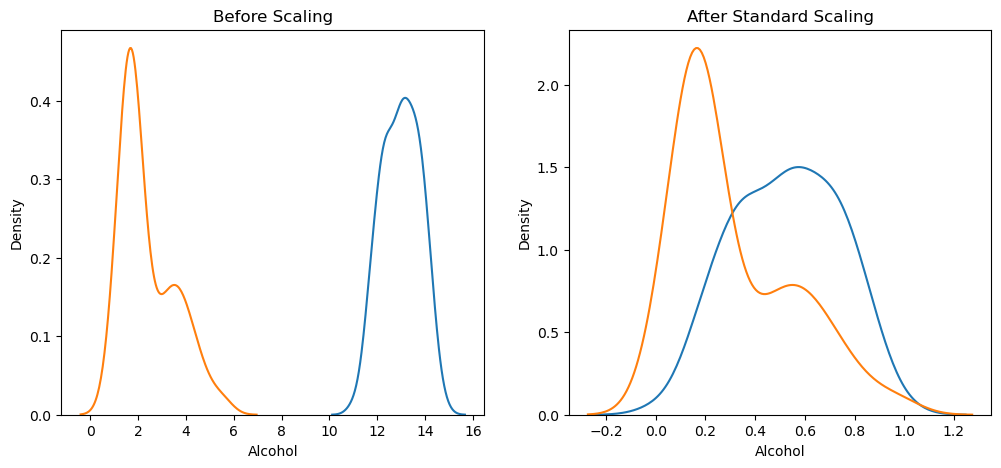 Before Scaling
Density
0.4
0.3
0.2
0.1
0.0
0 2 4 6 8 10 12 14 16
Alcohol
After Standard Scaling
Density
2.0
1.5
1.0
0.5
0.0
−0.2 0.0 0.2 0.4 0.6 0.8 1.0 1.2
Alcohol